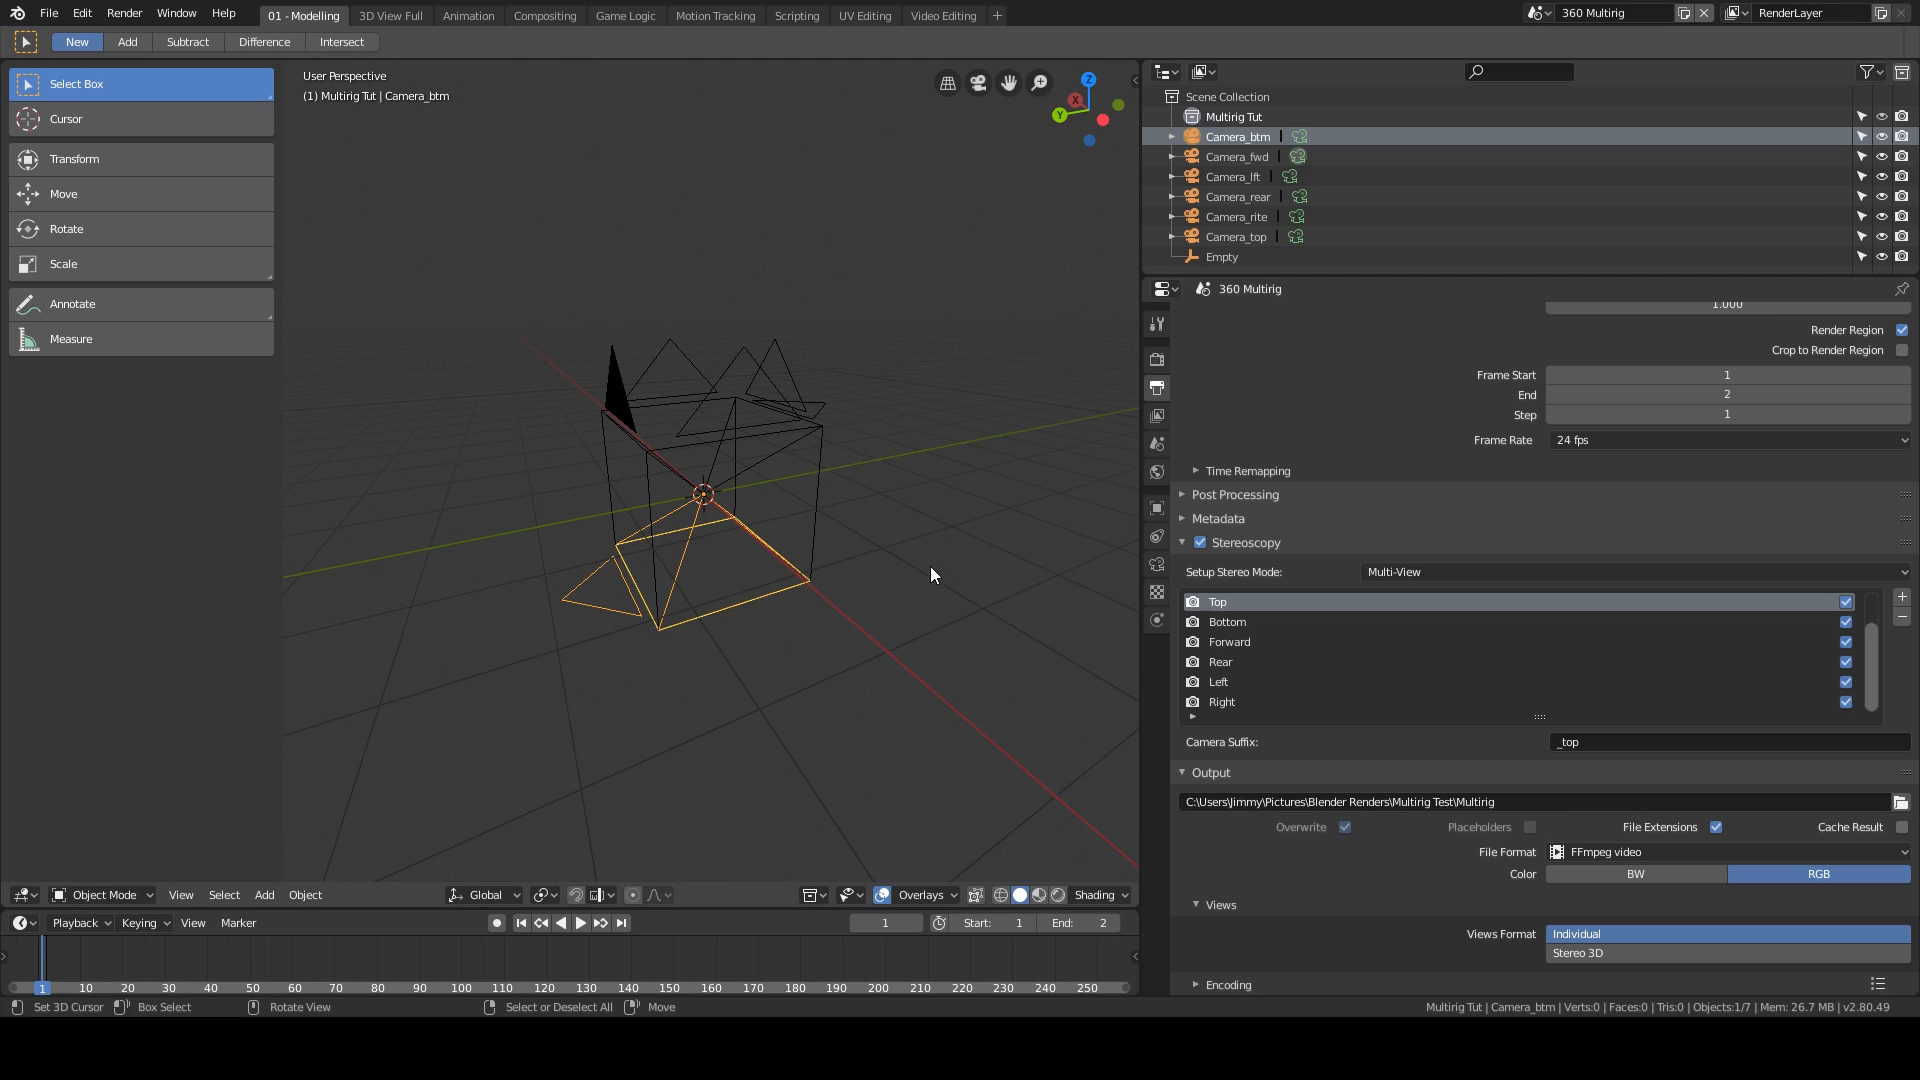 File Edit Render Window Help 01 - Modelling 3D View Full Animation Compositing Game Logic Motion Tracking Scripting UV Editing Video Editing + 360 Multirig RenderLayer
New Add Subtract Difference Intersect
Select Box
Cursor
Transform
Move
Rotate
Scale
Annotate
Measure
User Perspective
(1) Multirig Tut | Camera_btm
Z
X
Y
Scene Collection
Multirig Tut
Camera_btm
Camera_fwd
Camera_lft
Camera_rear
Camera_rite
Camera_top
Empty
360 Multirig
1.000
Render Region
Crop to Render Region
Frame Start 1
End 2
Step 1
Frame Rate 24 fps
Time Remapping
Post Processing
Metadata
Stereoscopy
Setup Stereo Mode: Multi-View
Top
Bottom
Forward
Rear
Left
Right
Camera Suffix: _top
Output
C:\Users\Jimmy\Pictures\Blender Renders\Multirig Test\Multirig
Overwrite Placeholders File Extensions Cache Result
File Format FFmpeg video
Color BW RGB
Views
Views Format Individual
Stereo 3D
Encoding
Object Mode View Select Add Object Global Overlays Shading
Playback Keying View Marker 1 Start: 1 End: 2
1 10 20 30 40 50 60 70 80 90 100 110 120 130 140 150 160 170 180 190 200 210 220 230 240 250
Set 3D Cursor Box Select Rotate View Select or Deselect All Move Multirig Tut | Camera_btm | Verts:0 | Faces:0 | Tris:0 | Objects:1/7 | Mem: 26.7 MB | v2.80.49